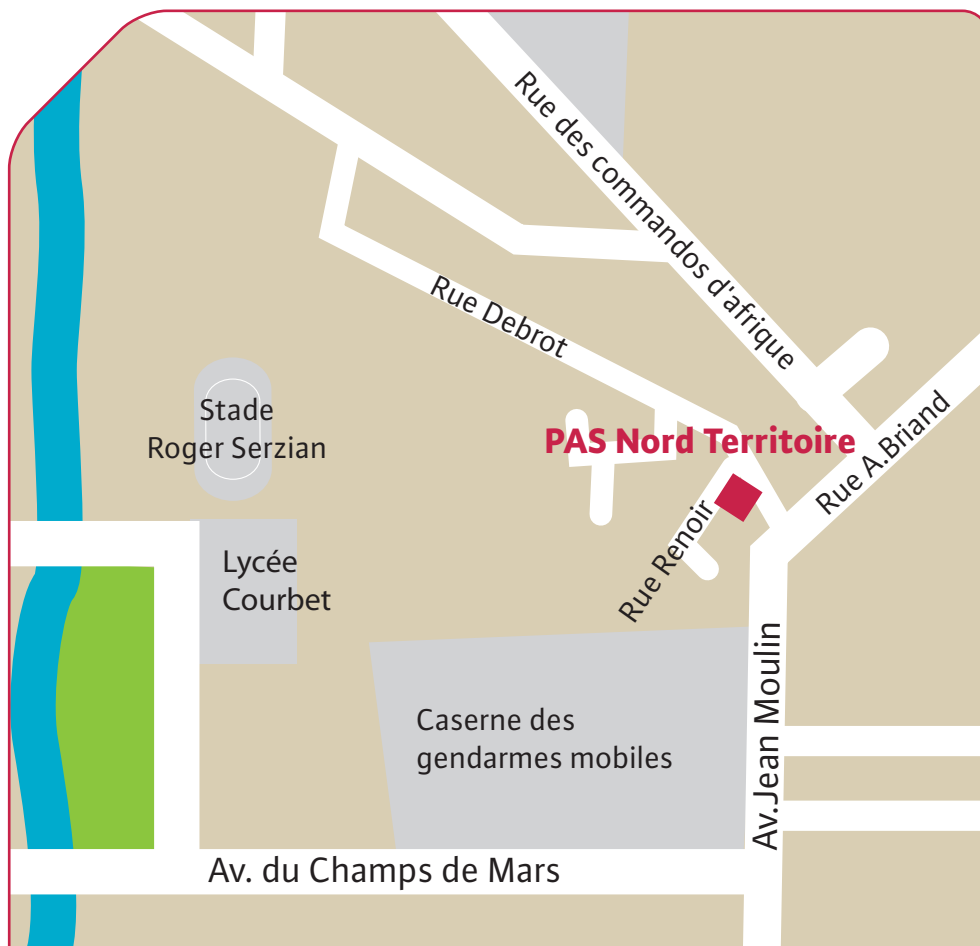 Rue des commandos d'afrique
Rue Debrot
Stade
Roger Serzian
PAS Nord Territoire
Rue A.Briand
Rue Renoir
Lycée
Courbet
Caserne des
gendarmes mobiles
Av.Jean Moulin
Av. du Champs de Mars